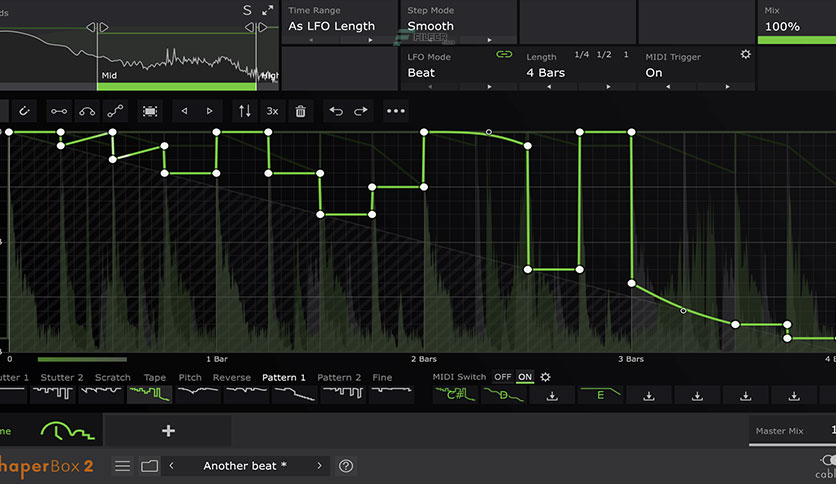 ds
S
Time Range
Step Mode
Mix
As LFO Length
Smooth
100%
FILECR
LFO Mode
Length
1/4 1/2 1
MIDI Trigger
Beat
4 Bars
On
Mid
High
3x
0
1 Bar
2 Bars
3 Bars
4 B
utter 1
Stutter 2
Scratch
Tape
Pitch
Reverse
Pattern 1
Pattern 2
Fine
MIDI Switch
OFF
ON
C#
D
E
me
+
Master Mix
1
haperBox 2
Another beat *
?
cabl